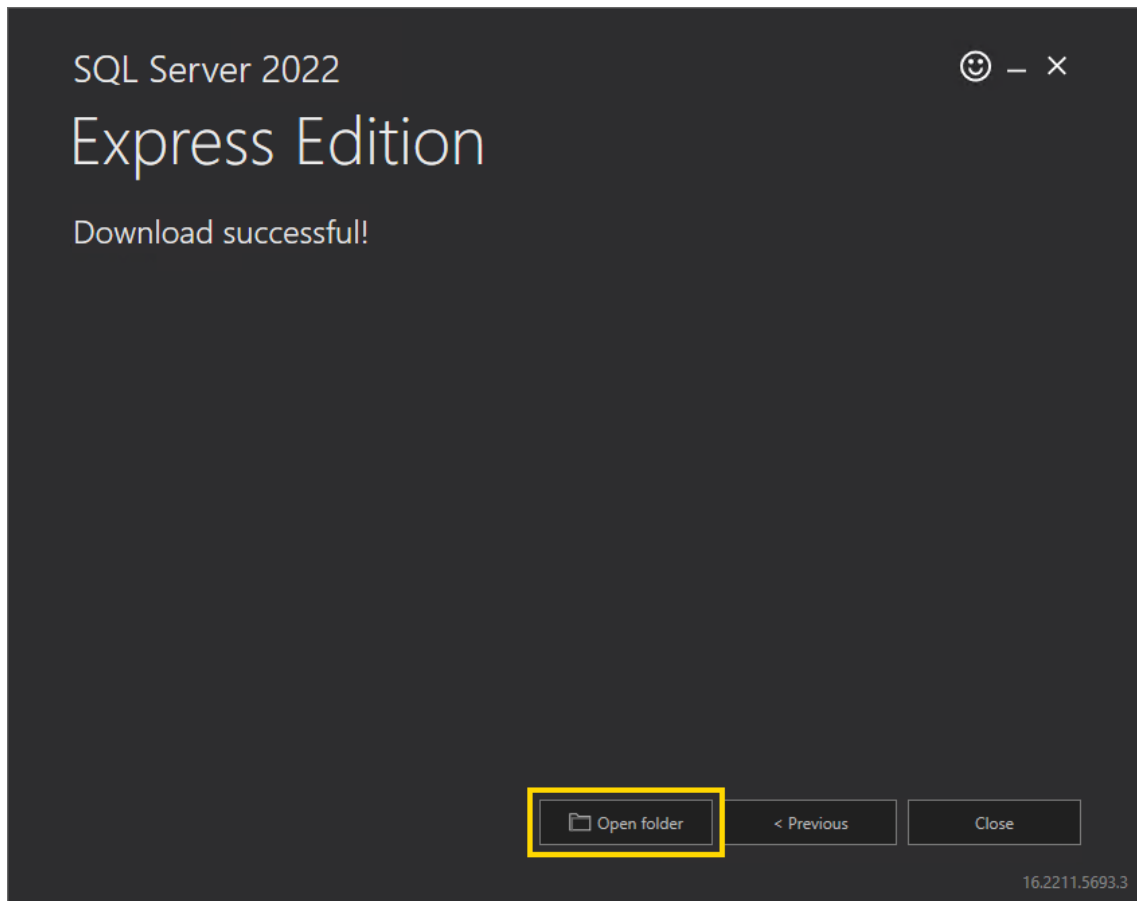 SQL Server 2022
Express Edition
Download successful!
Open folder
< Previous
Close
16.2211.5693.3